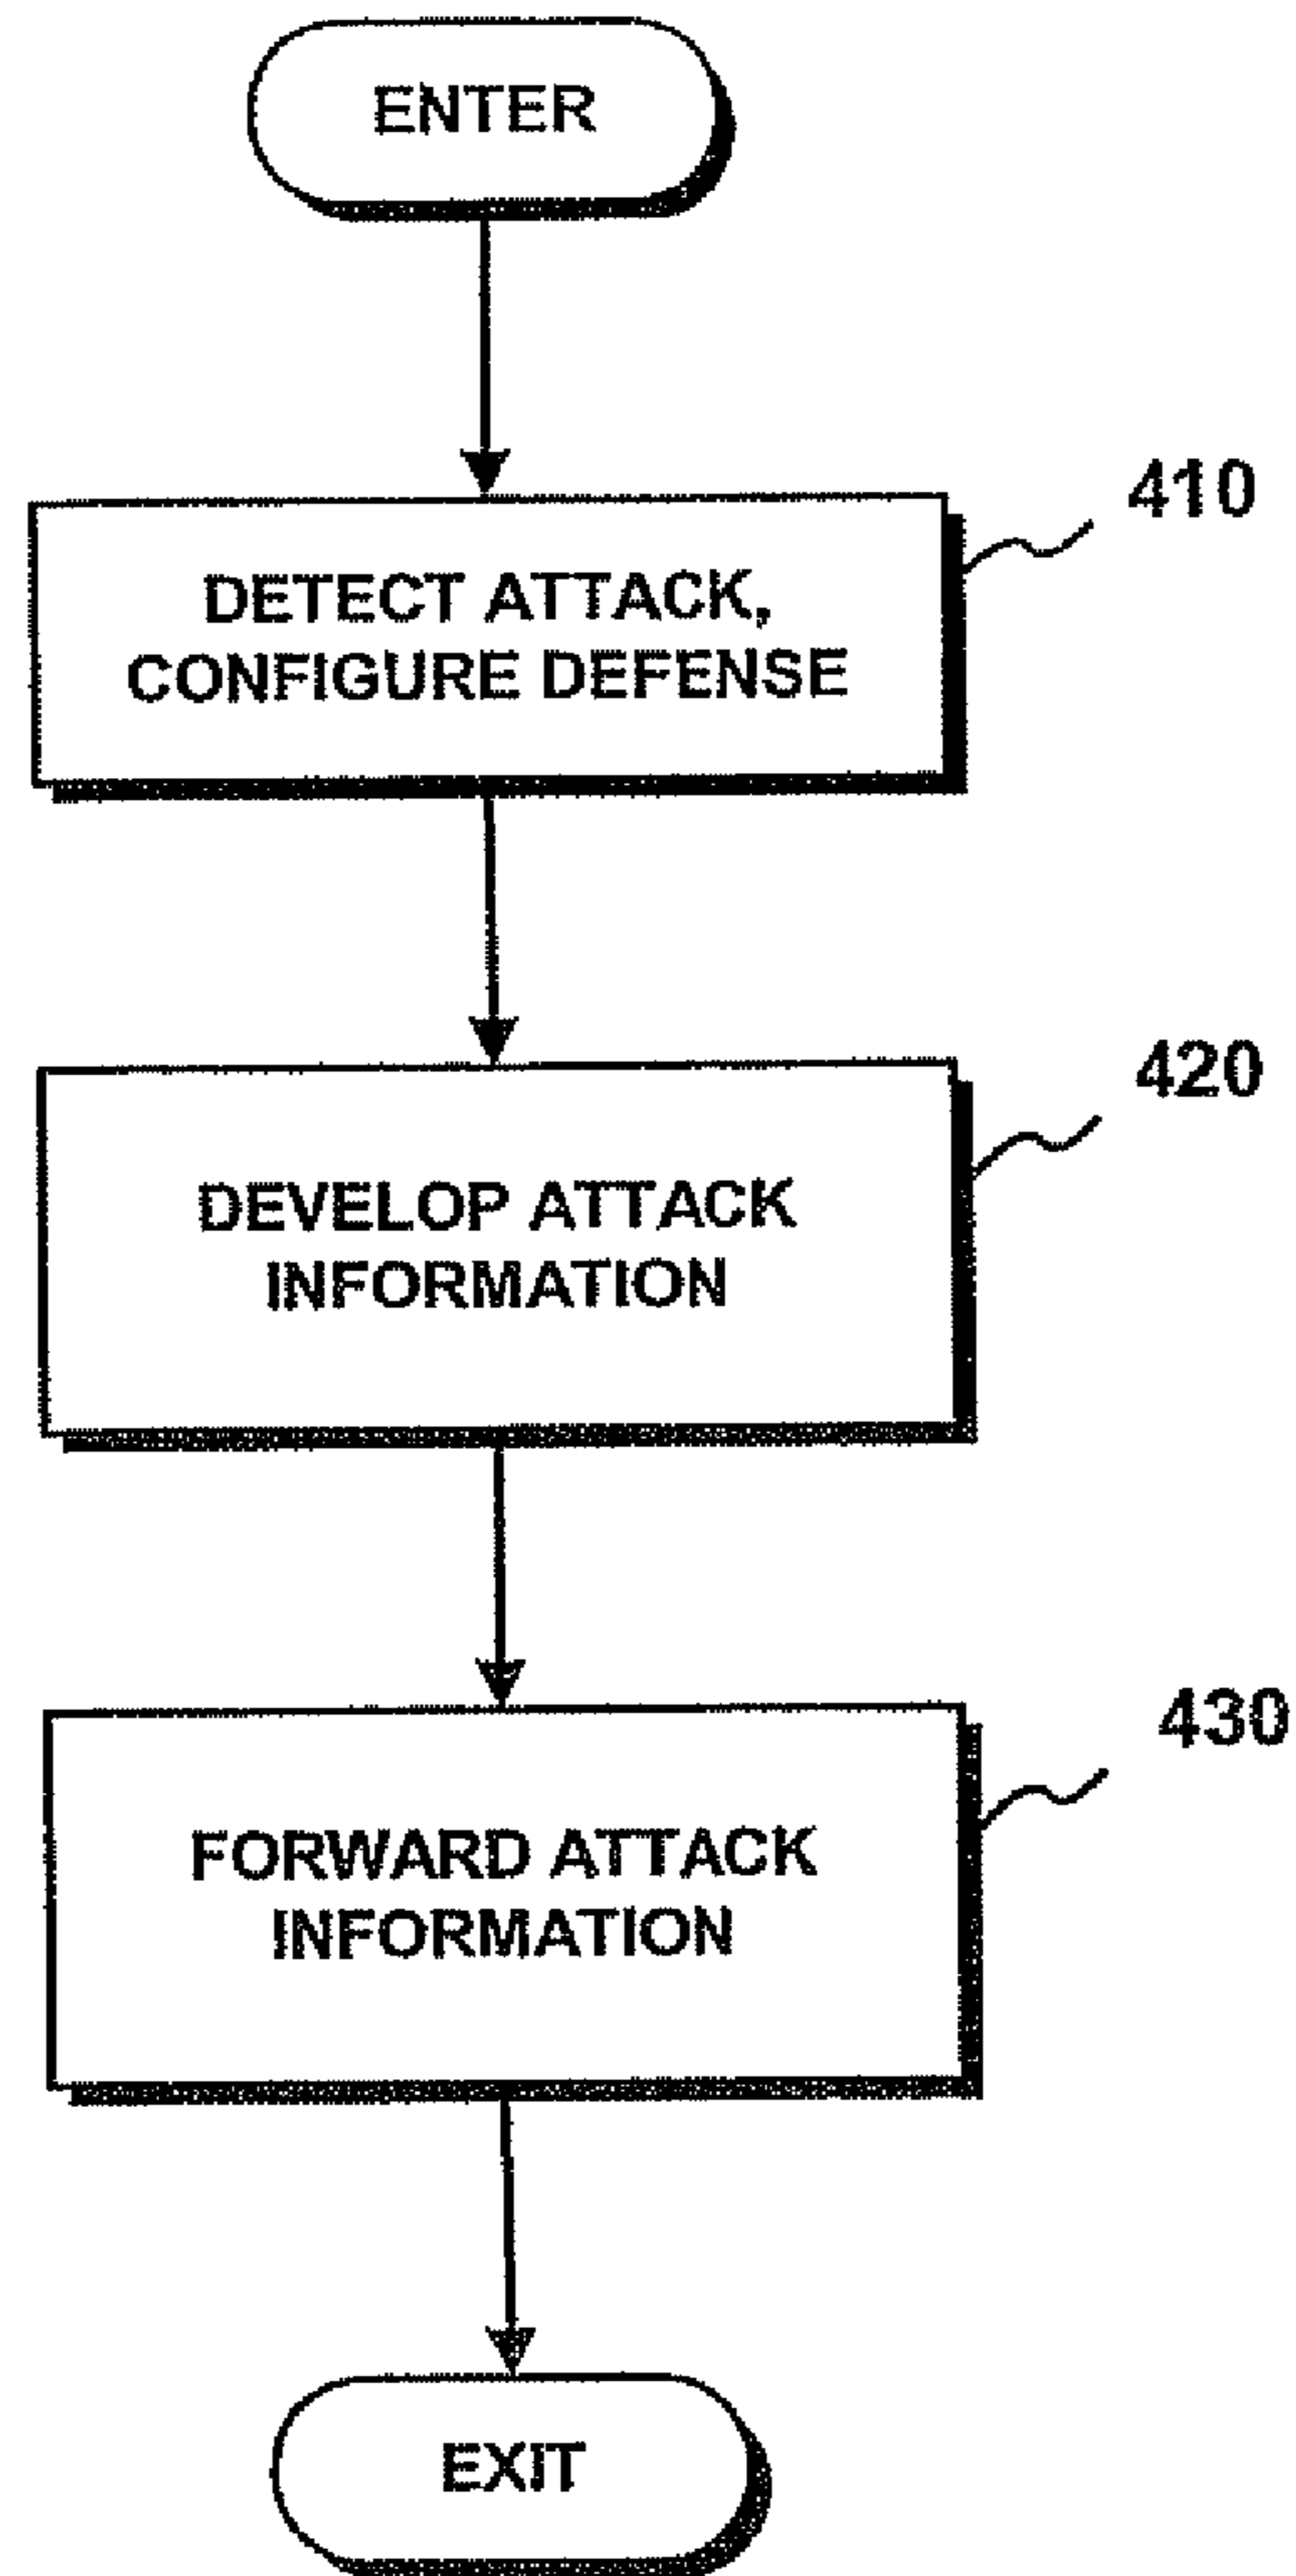 ENTER
410
DETECT ATTACK,
CONFIGURE DEFENSE
420
DEVELOP ATTACK
INFORMATION
430
FORWARD ATTACK
INFORMATION
EXIT